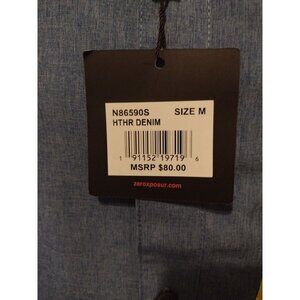 N86590S SIZE M
HTHR DENIM
1 91152 19719 6
MSRP $80.00
zeroxposur.com